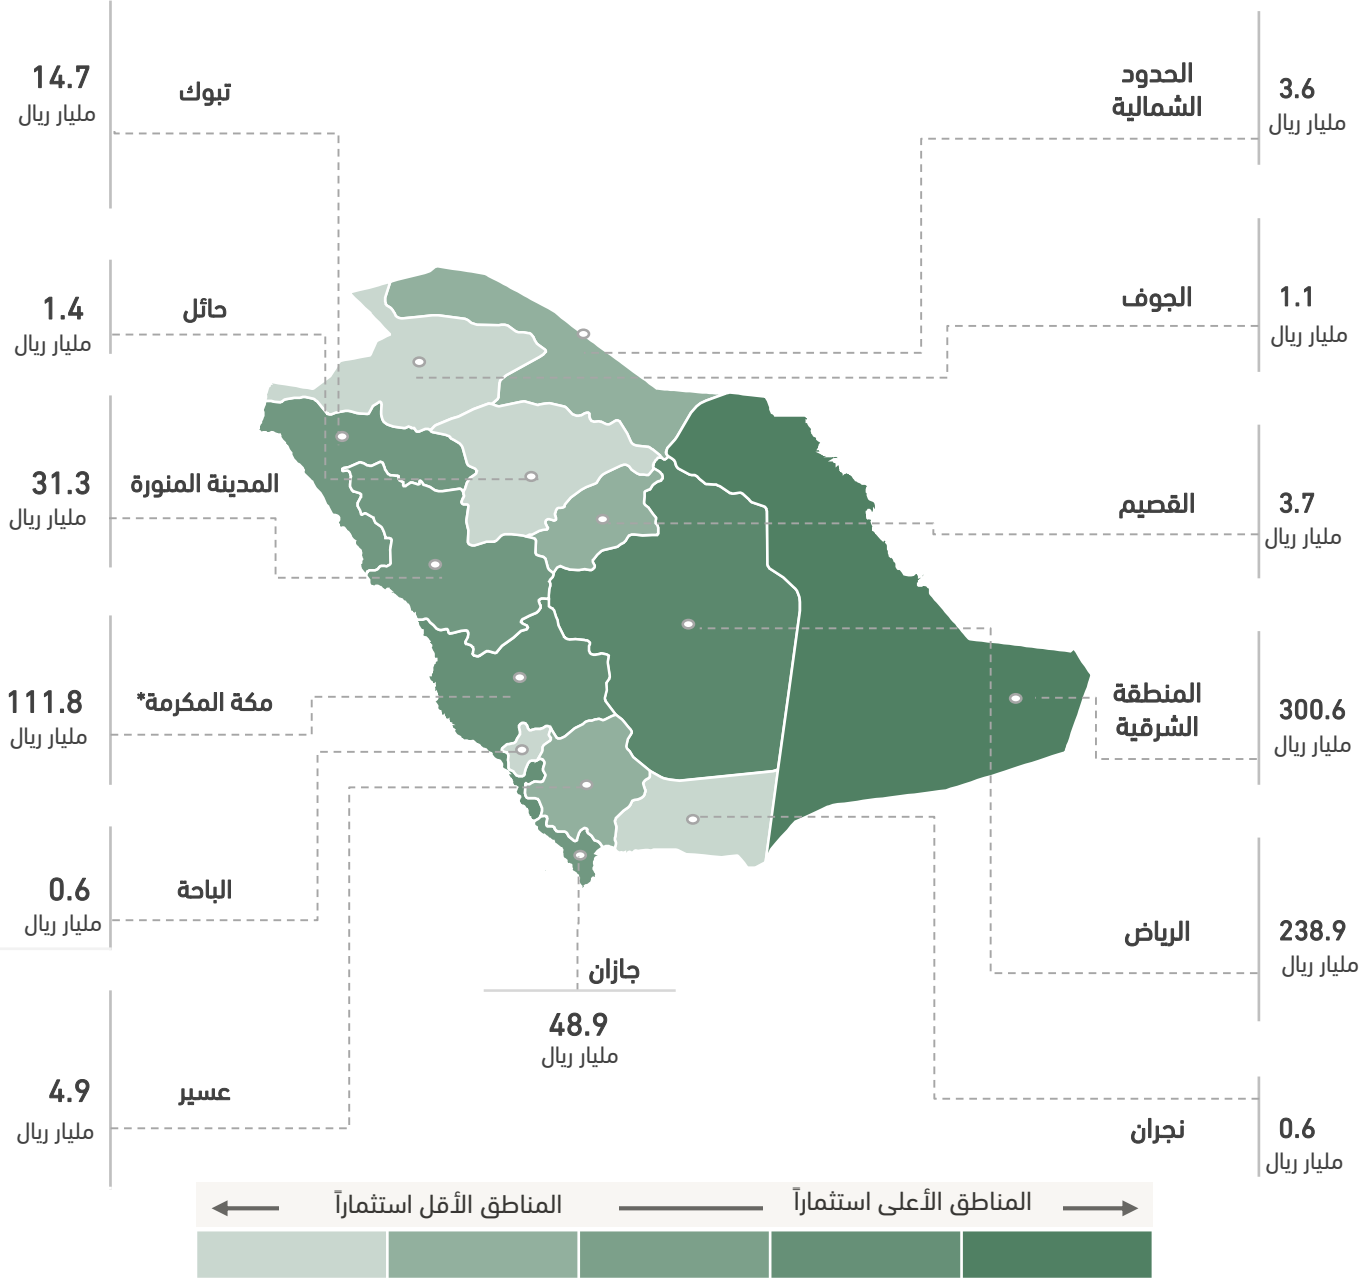 الحدود
الشمالية
3.6
مليار ريال
الجوف
1.1
مليار ريال
القصيم
3.7
مليار ريال
المنطقة
الشرقية
300.6
مليار ريال
الرياض
238.9
مليار ريال
نجران
0.6
مليار ريال
تبوك
14.7
مليار ريال
حائل
1.4
مليار ريال
المدينة المنورة
31.3
مليار ريال
مكة المكرمة*
111.8
مليار ريال
الباحة
0.6
مليار ريال
عسير
4.9
مليار ريال
جازان
48.9
مليار ريال
المناطق الأعلى استثماراً
المناطق الأقل استثماراً